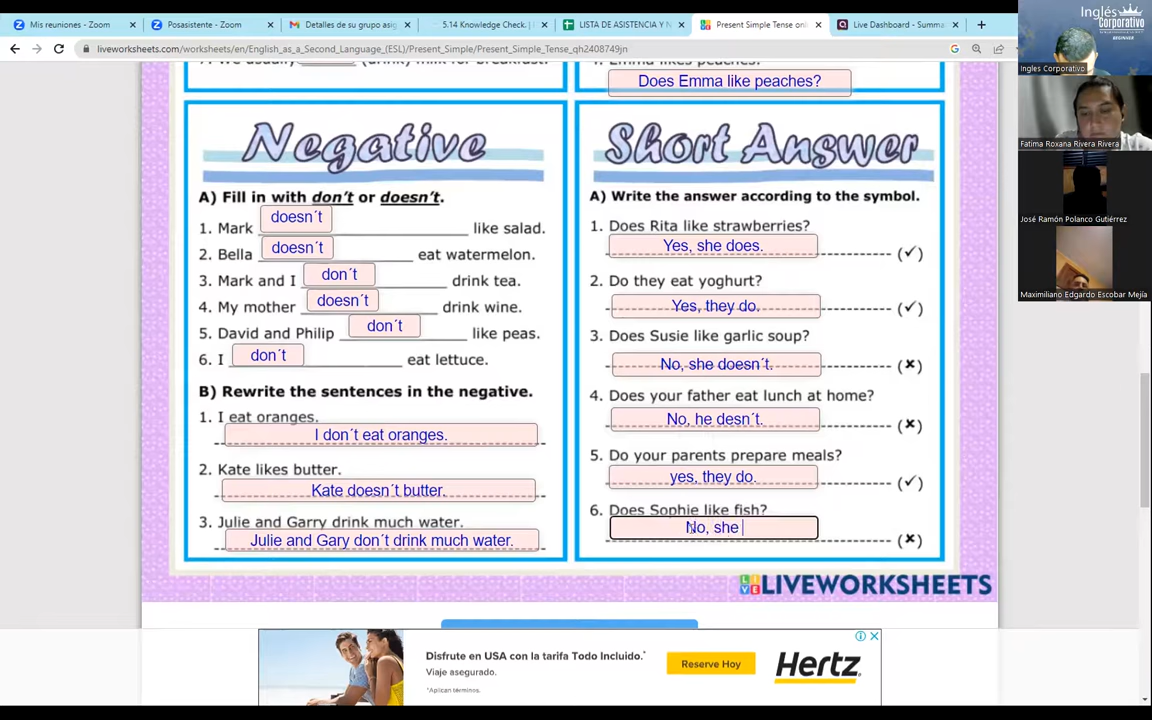 Mis reuniones - Zoom
Posasistente - Zoom
Detalles de su grupo asig
5.14 Knowledge Check. |
LISTA DE ASISTENCIA Y N
Present Simple Tense onl
Live Dashboard - Summa
liveworksheets.com/worksheets/en/English_as_a_Second_Language_(ESL)/Present_Simple/Present_Simple_Tense_qh2408749jn
Inglés
Corporativo
BEGINNER
Ingles Corporativo
Fatima Roxana Rivera Rivera
José Ramón Polanco Gutiérrez
Maximiliano Edgardo Escobar Mejía
Does Emma like peaches?
Negative
A) Fill in with don't or doesn't.
1. Mark doesn´t like salad.
2. Bella doesn´t eat watermelon.
3. Mark and I don´t drink tea.
4. My mother doesn´t drink wine.
5. David and Philip don´t like peas.
6. I don´t eat lettuce.
B) Rewrite the sentences in the negative.
1. I eat oranges.
I don´t eat oranges.
2. Kate likes butter.
Kate doesn´t butter.
3. Julie and Garry drink much water.
Julie and Gary don´t drink much water.
Short Answer
A) Write the answer according to the symbol.
1. Does Rita like strawberries?
Yes, she does. (✓)
2. Do they eat yoghurt?
Yes, they do. (✓)
3. Does Susie like garlic soup?
No, she doesn´t. (✗)
4. Does your father eat lunch at home?
No, he desn´t. (✗)
5. Do your parents prepare meals?
yes, they do. (✓)
6. Does Sophie like fish?
No, she (✗)
LIVEWORKSHEETS
Disfrute en USA con la tarifa Todo Incluido.*
Viaje asegurado.
*Aplican términos.
Reserve Hoy
Hertz